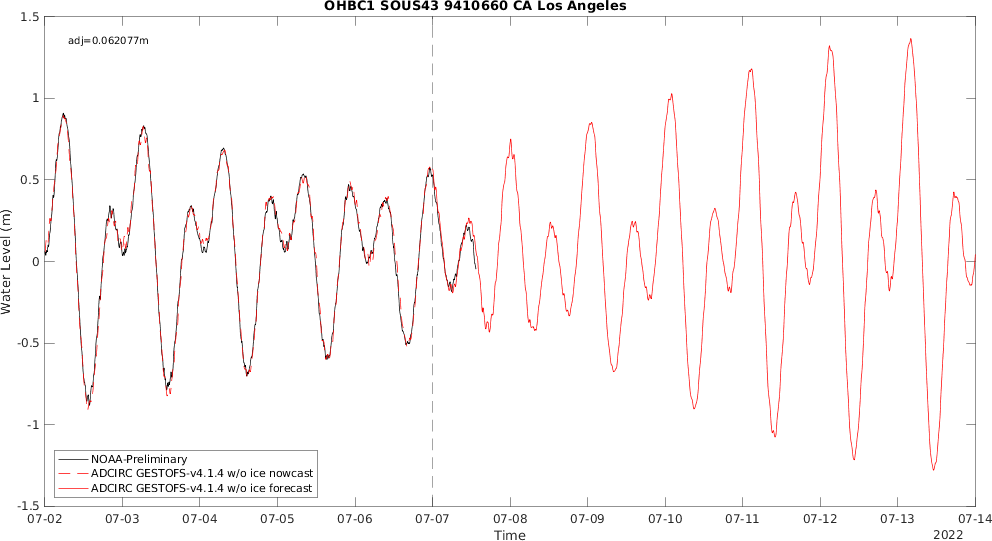 OHBC1 SOUS43 9410660 CA Los Angeles
1.5
adj=0.062077m
1
0.5
0
-0.5
-1
-1.5
Water Level (m)
NOAA-Preliminary
ADCIRC GESTOFS-v4.1.4 w/o ice nowcast
ADCIRC GESTOFS-v4.1.4 w/o ice forecast
07-02 07-03 07-04 07-05 07-06 07-07 07-08 07-09 07-10 07-11 07-12 07-13 07-14
Time
2022